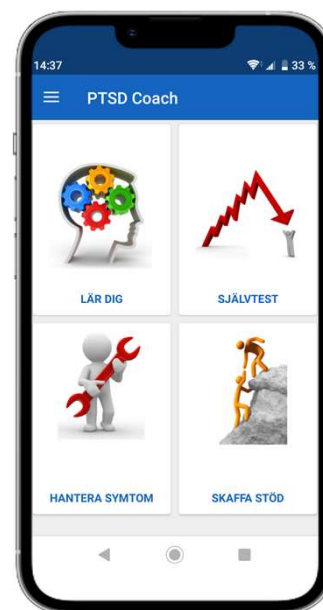 14:37 33 %
PTSD Coach
LÄR DIG SJÄLVTEST
HANTERA SYMTOM SKAFFA STÖD